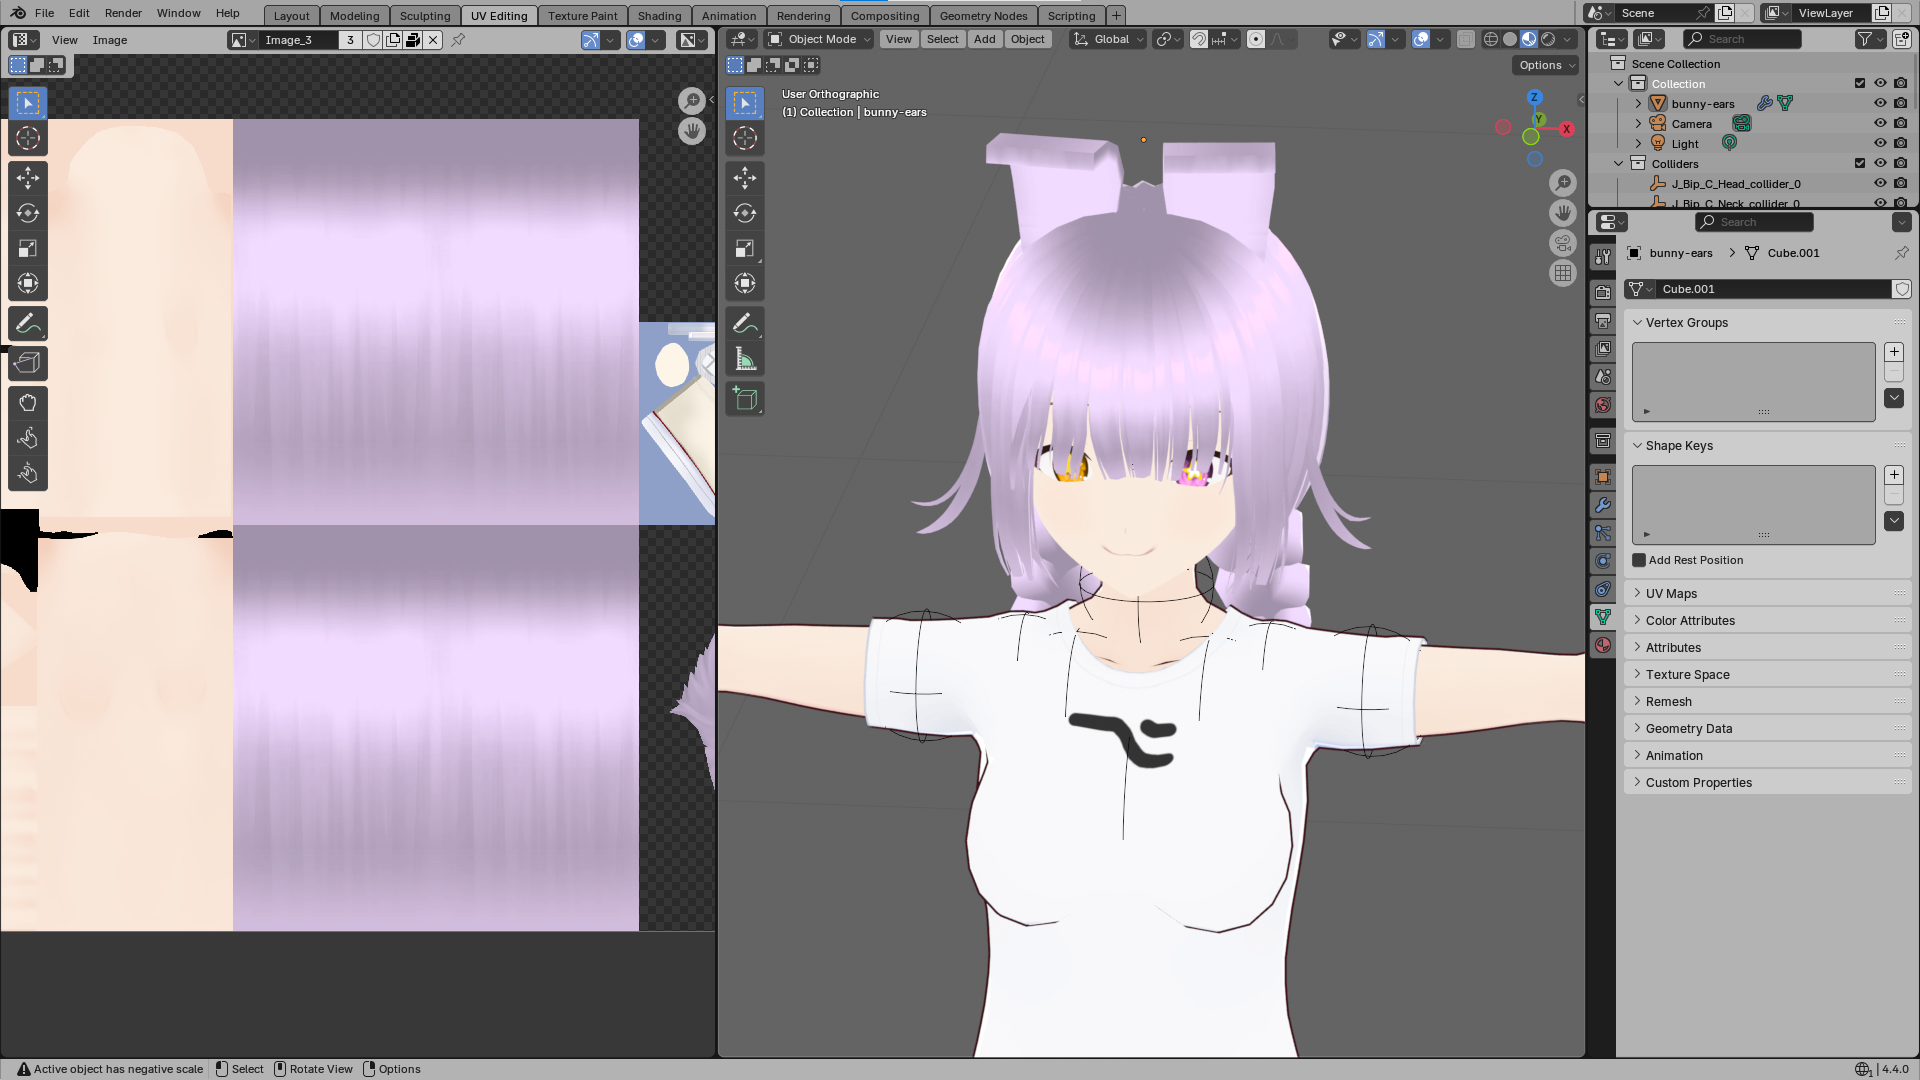 File Edit Render Window Help
Layout Modeling Sculpting UV Editing Texture Paint Shading Animation Rendering Compositing Geometry Nodes Scripting +
Scene
ViewLayer
View Image
Image_3 3
Object Mode View Select Add Object
Global
Search
Options
User Orthographic
(1) Collection | bunny-ears
Z
Y
X
Scene Collection
Collection
bunny-ears
Camera
Light
Colliders
J_Bip_C_Head_collider_0
J_Bip_C_Neck_collider_0
Search
bunny-ears > Cube.001
Cube.001
Vertex Groups
Shape Keys
Add Rest Position
UV Maps
Color Attributes
Attributes
Texture Space
Remesh
Geometry Data
Animation
Custom Properties
Active object has negative scale Select Rotate View Options
4.4.0